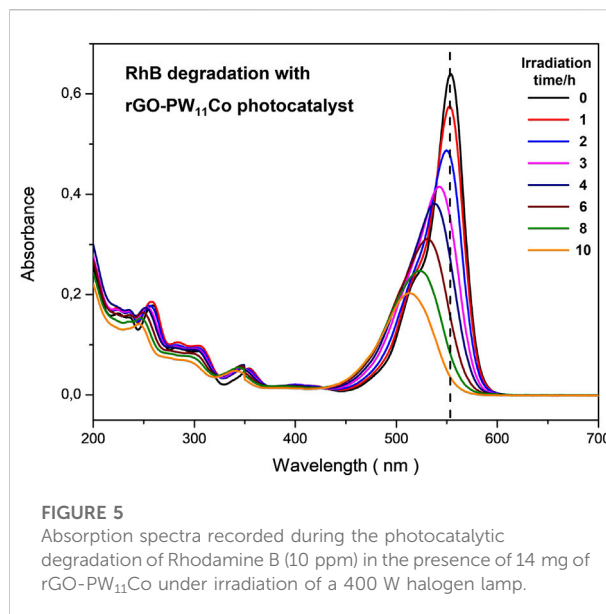 RhB degradation with
rGO-PW₁₁Co photocatalyst
Irradiation
time/h
0
1
2
3
4
6
8
10
Absorbance
0,6
0,4
0,2
0,0
200
300
400
500
600
700
Wavelength ( nm )
FIGURE 5
Absorption spectra recorded during the photocatalytic
degradation of Rhodamine B (10 ppm) in the presence of 14 mg of
rGO-PW₁₁Co under irradiation of a 400 W halogen lamp.